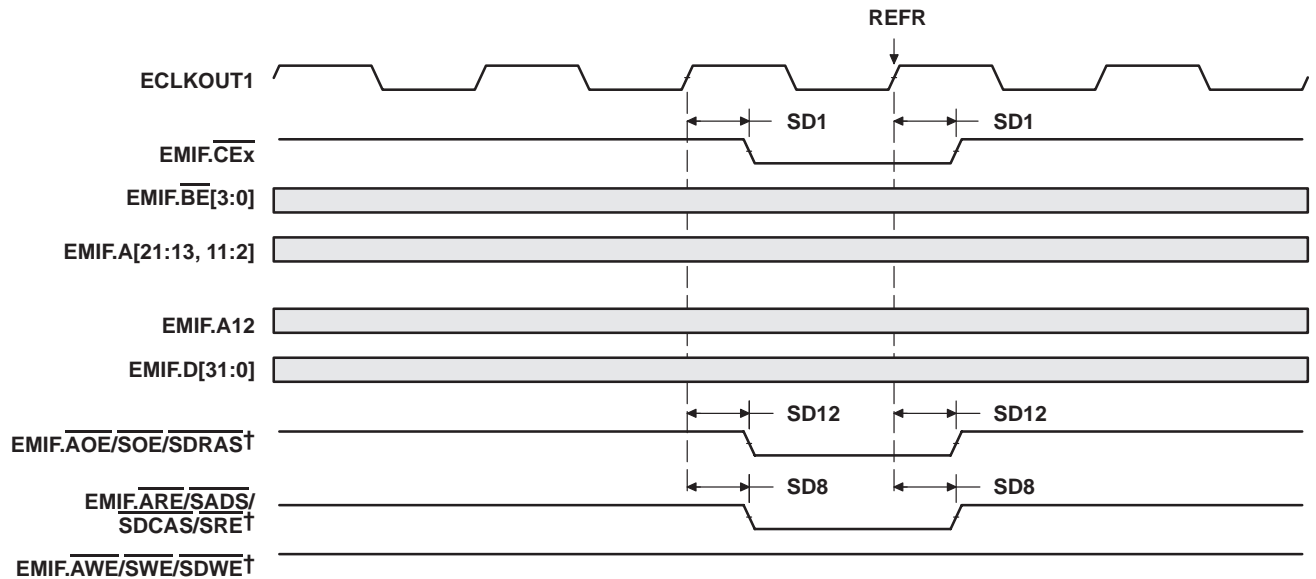 REFR
ECLKOUT1
SD1 SD1
EMIF.CEx
EMIF.BE[3:0]
EMIF.A[21:13, 11:2]
EMIF.A12
EMIF.D[31:0]
SD12 SD12
EMIF.AOE/SOE/SDRAS†
SD8 SD8
EMIF.ARE/SADS/
SDCAS/SRE†
EMIF.AWE/SWE/SDWE†